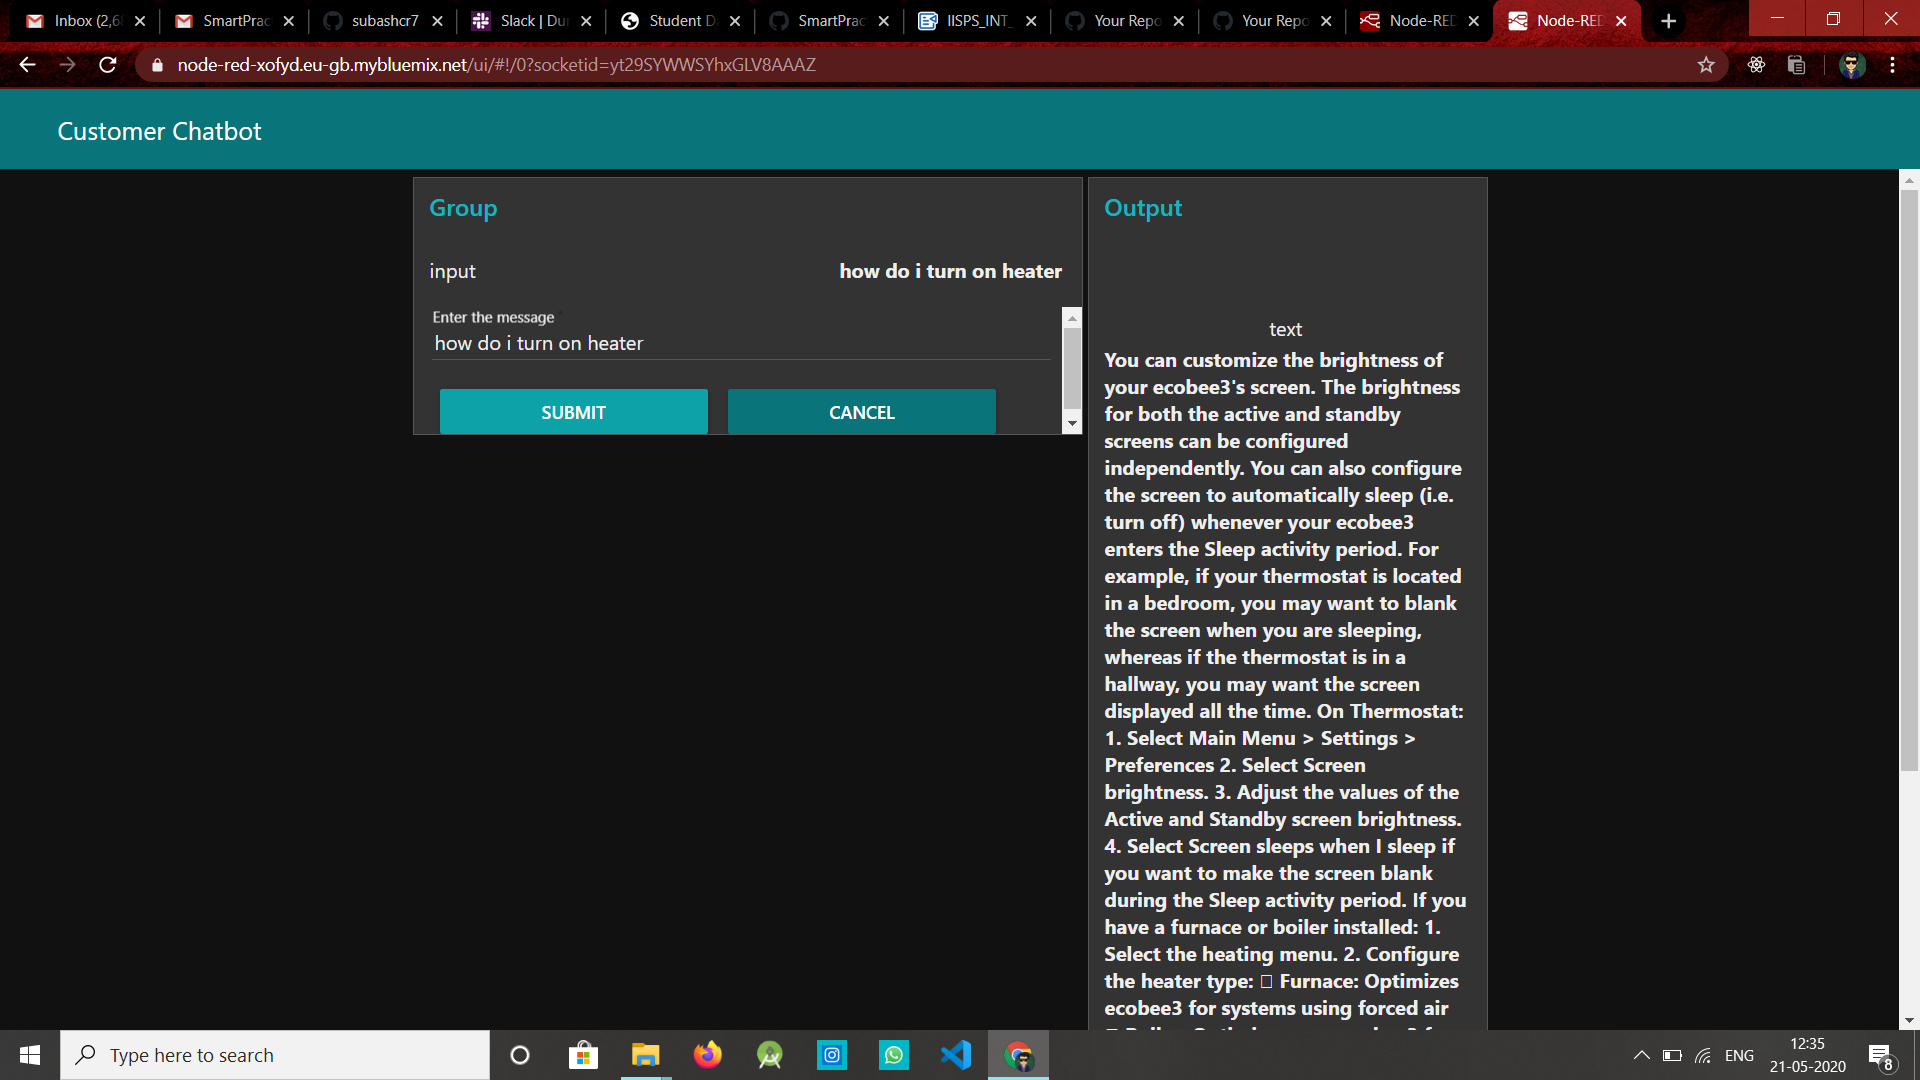 Inbox (2,6
SmartPrac
subashcr7
Slack | Du
Student D
SmartPrac
IISPS_INT_
Your Repo
Your Repo
Node-RED
Node-RED
node-red-xofyd.eu-gb.mybluemix.net/ui/#!/0?socketid=yt29SYWWSYhxGLV8AAAZ
Customer Chatbot
Group
input
how do i turn on heater
Enter the message
how do i turn on heater
SUBMIT
CANCEL
Output
text
You can customize the brightness of
your ecobee3's screen. The brightness
for both the active and standby
screens can be configured
independently. You can also configure
the screen to automatically sleep (i.e.
turn off) whenever your ecobee3
enters the Sleep activity period. For
example, if your thermostat is located
in a bedroom, you may want to blank
the screen when you are sleeping,
whereas if the thermostat is in a
hallway, you may want the screen
displayed all the time. On Thermostat:
1. Select Main Menu > Settings >
Preferences 2. Select Screen
brightness. 3. Adjust the values of the
Active and Standby screen brightness.
4. Select Screen sleeps when I sleep if
you want to make the screen blank
during the Sleep activity period. If you
have a furnace or boiler installed: 1.
Select the heating menu. 2. Configure
the heater type: Furnace: Optimizes
ecobee3 for systems using forced air
Type here to search
ENG
12:35
21-05-2020
8